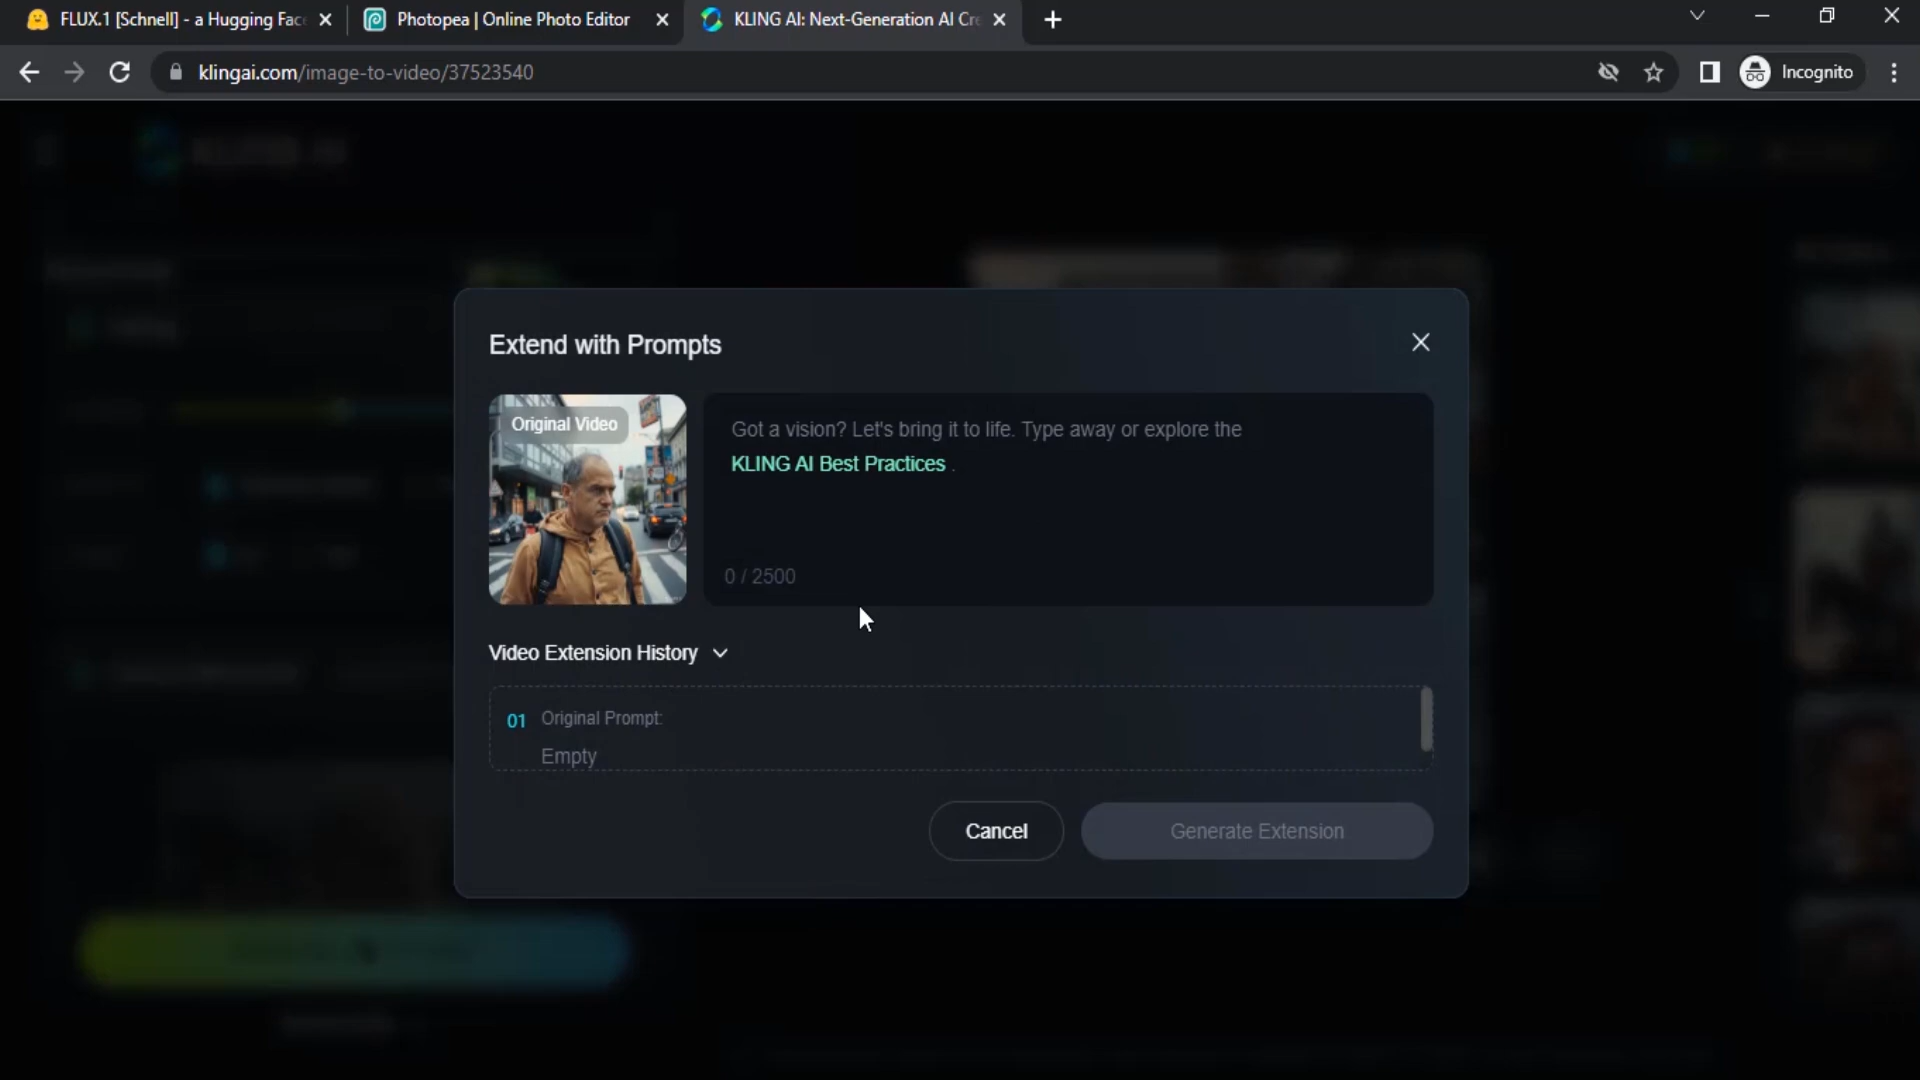 FLUX.1 [Schnell] - a Hugging Fac
Photopea | Online Photo Editor
KLING AI: Next-Generation AI Cre
klingai.com/image-to-video/37523540
Incognito
Extend with Prompts
Original Video
Got a vision? Let's bring it to life. Type away or explore the
KLING AI Best Practices .
0 / 2500
Video Extension History
01 Original Prompt:
Empty
Cancel
Generate Extension